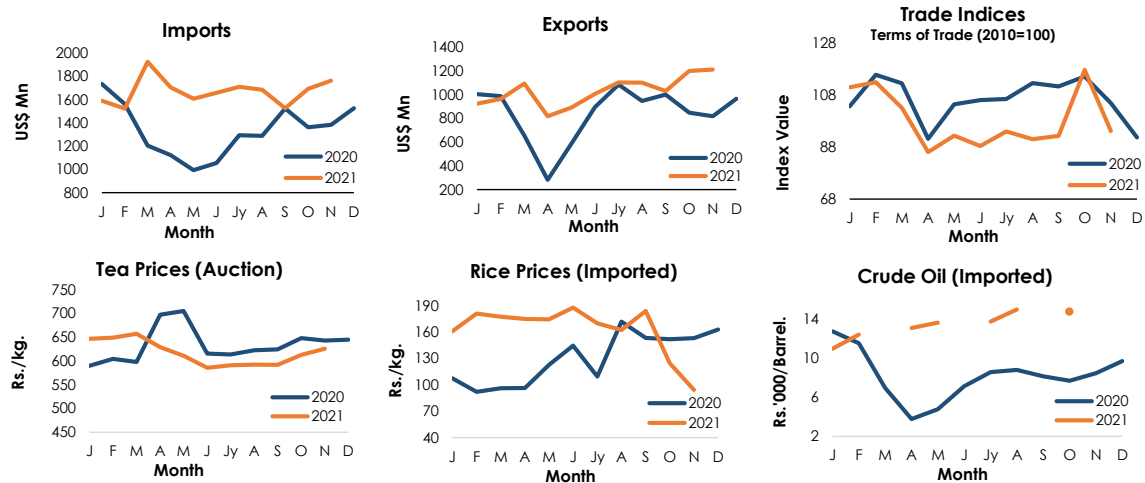 Imports
US$ Mn
2000
1800
1600
1400
1200
1000
800
J F M A M J Jy A S O N D
Month
2020
2021
Exports
US$ Mn
1400
1200
1000
800
600
400
200
J F M A M J Jy A S O N D
Month
2020
2021
Trade Indices
Terms of Trade (2010=100)
Index Value
128
108
88
68
J F M A M J Jy A S O N D
Month
2020
2021
Tea Prices (Auction)
Rs./kg.
750
700
650
600
550
500
450
J F M A M J Jy A S O N D
Month
2020
2021
Rice Prices (Imported)
Rs./kg.
190
160
130
100
70
40
J F M A M J Jy A S O N D
Month
2020
2021
Crude Oil (Imported)
Rs.'000/Barrel.
14
10
6
2
J F M A M J Jy A S O N D
Month
2020
2021